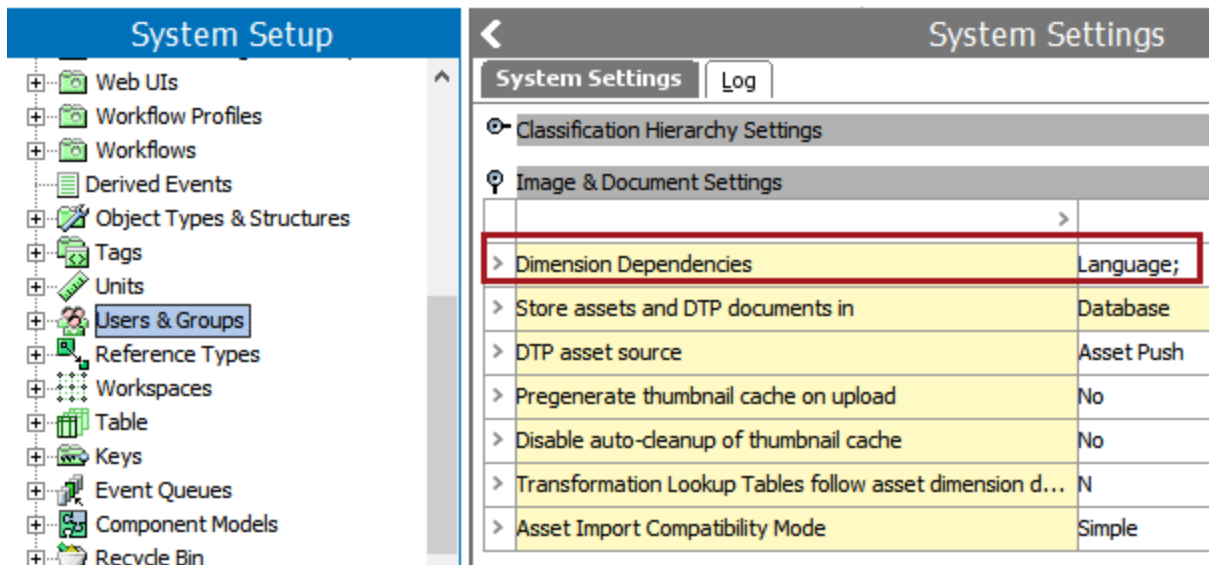 System Setup
Web UIs
Workflow Profiles
Workflows
Derived Events
Object Types & Structures
Tags
Units
Users & Groups
Reference Types
Workspaces
Table
Keys
Event Queues
Component Models
Recycle Bin
System Settings
System Settings Log
Classification Hierarchy Settings
Image & Document Settings
>
> Dimension Dependencies Language;
> Store assets and DTP documents in Database
> DTP asset source Asset Push
> Pregenerate thumbnail cache on upload No
> Disable auto-cleanup of thumbnail cache No
> Transformation Lookup Tables follow asset dimension d... N
> Asset Import Compatibility Mode Simple